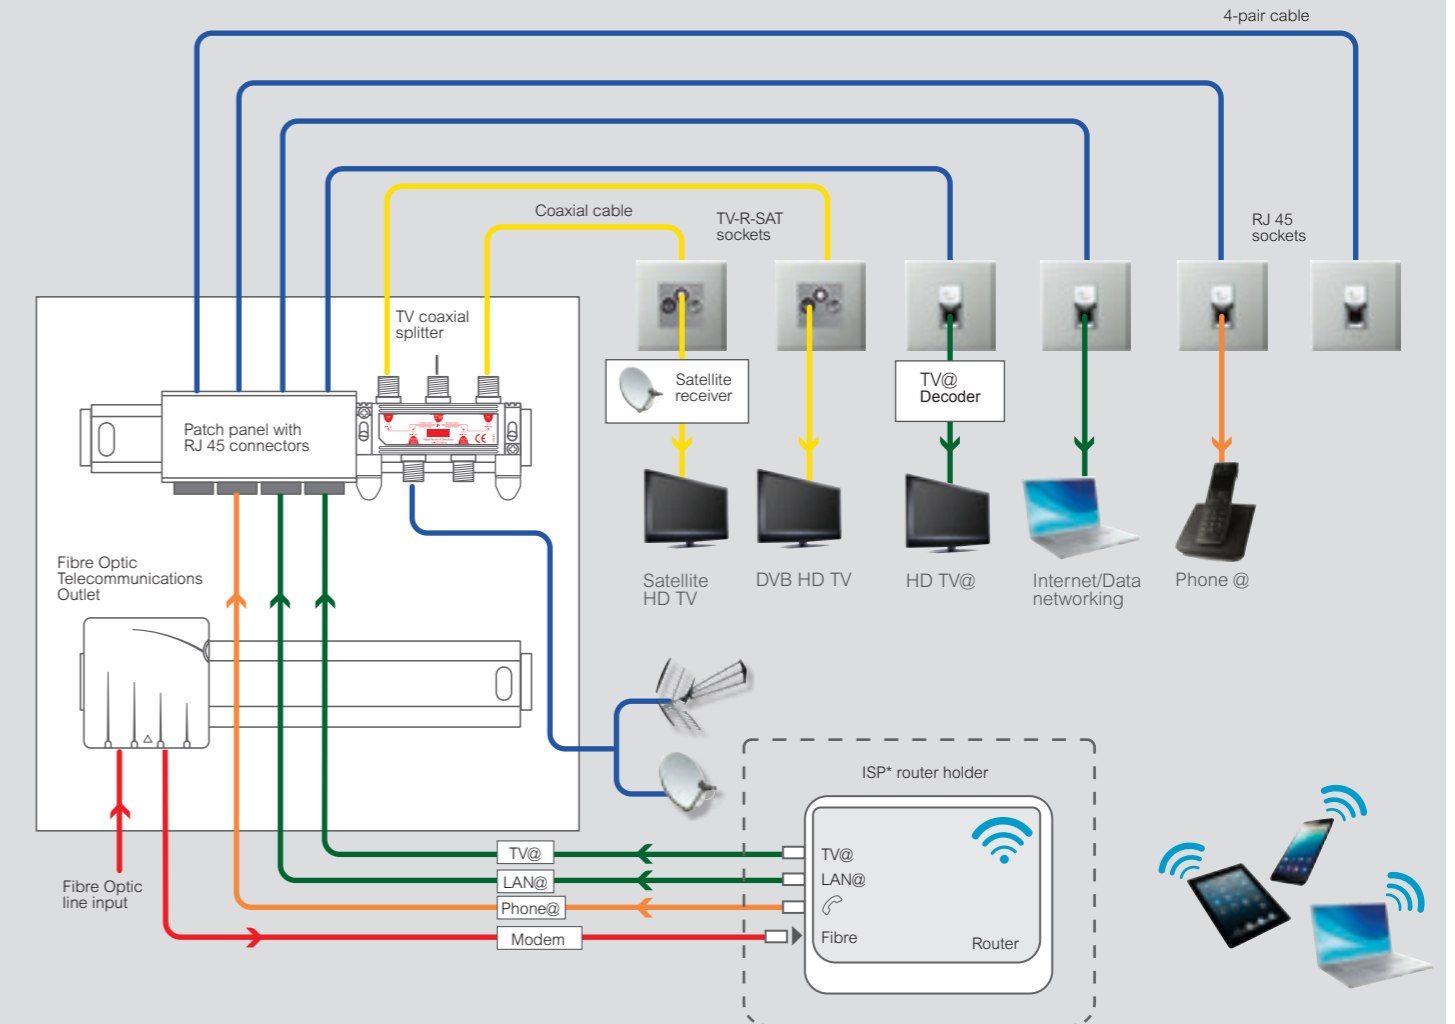 4-pair cable
Coaxial cable
TV-R-SAT
sockets
RJ 45
sockets
TV coaxial
splitter
Satellite
receiver
TV@
Decoder
Patch panel with
RJ 45 connectors
CE
Satellite
HD TV
DVB HD TV
HD TV@
Internet/Data
networking
Phone @
Fibre Optic
Telecommunications
Outlet
ISP* router holder
TV@
TV@
LAN@
LAN@
Phone@
Modem
Fibre
Router
Fibre Optic
line input